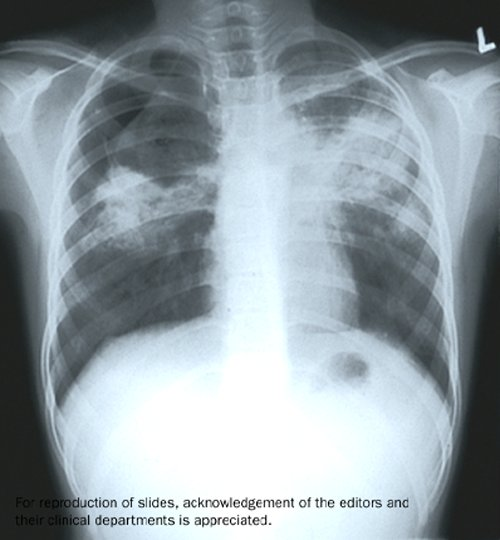 L
For reproduction of slides, acknowledgement of the editors and
their clinical departments is appreciated.